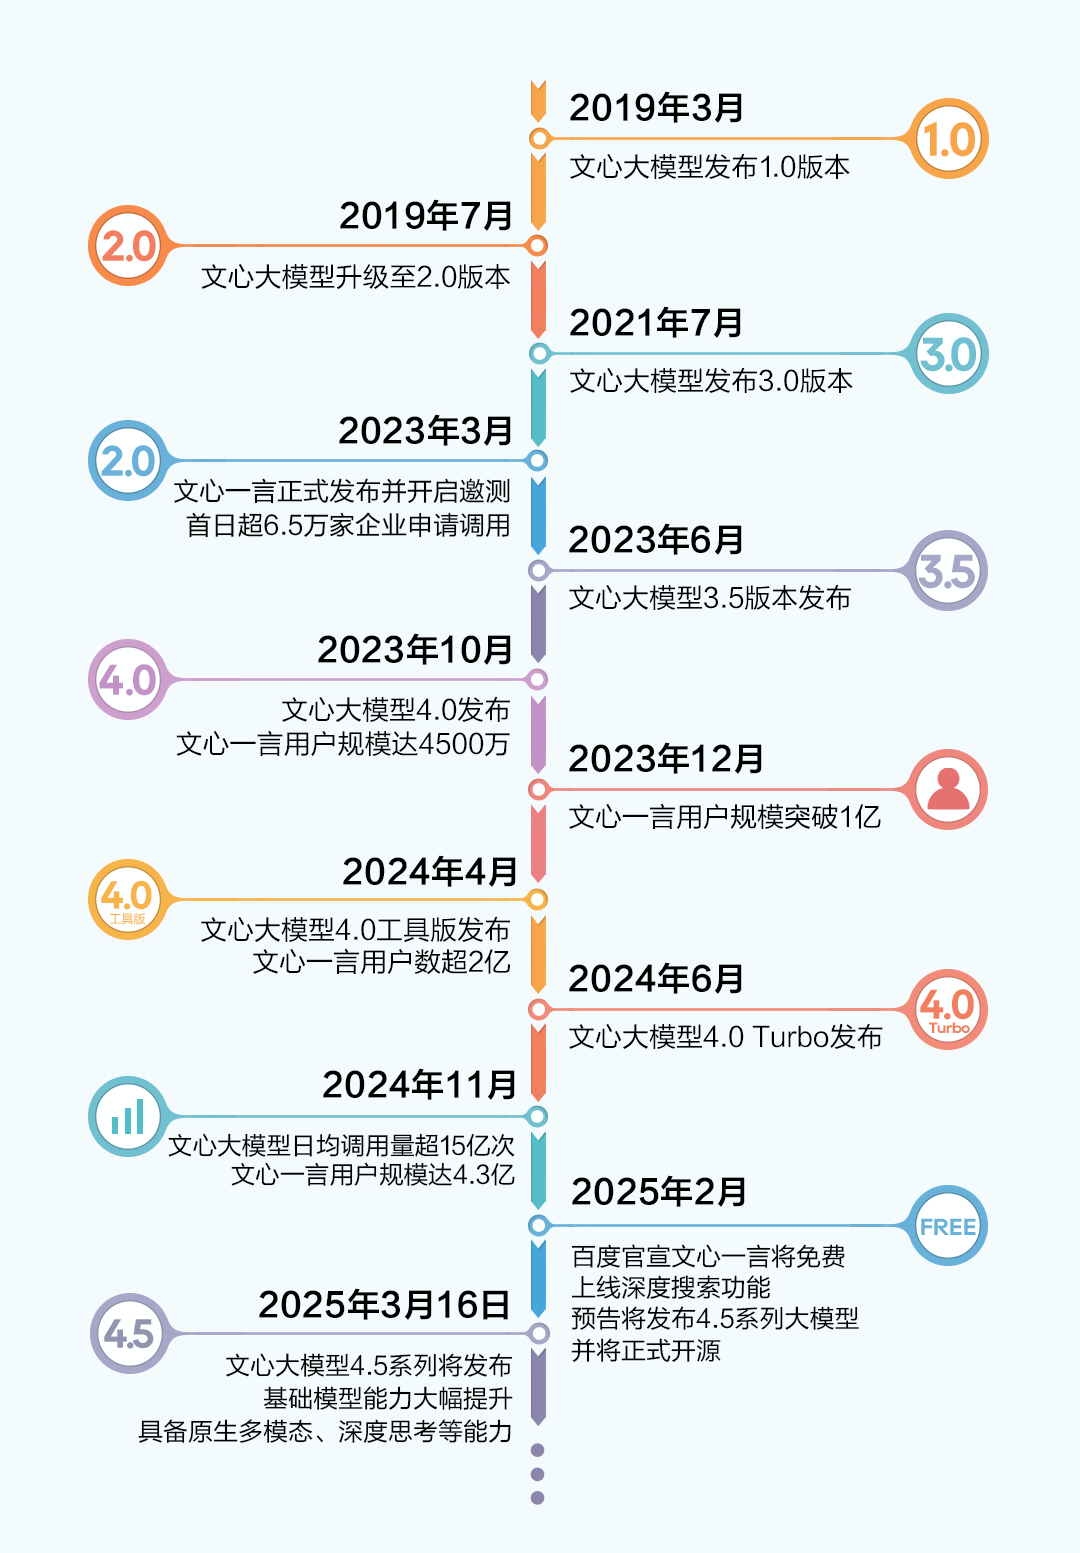 2019年3月
1.0
文心大模型发布1.0版本
2019年7月
2.0
文心大模型升级至2.0版本
2021年7月
3.0
文心大模型发布3.0版本
2023年3月
2.0
文心一言正式发布并开启邀测
首日超6.5万家企业申请调用
2023年6月
3.5
文心大模型3.5版本发布
2023年10月
4.0
文心大模型4.0发布
文心一言用户规模达4500万
2023年12月
文心一言用户规模突破1亿
2024年4月
4.0
工具版
文心大模型4.0工具版发布
文心一言用户数超2亿
2024年6月
4.0
Turbo
文心大模型4.0 Turbo发布
2024年11月
文心大模型日均调用量超15亿次
文心一言用户规模达4.3亿
2025年2月
FREE
百度官宣文心一言将免费
上线深度搜索功能
预告将发布4.5系列大模型
并将正式开源
2025年3月16日
4.5
文心大模型4.5系列将发布
基础模型能力大幅提升
具备原生多模态、深度思考等能力